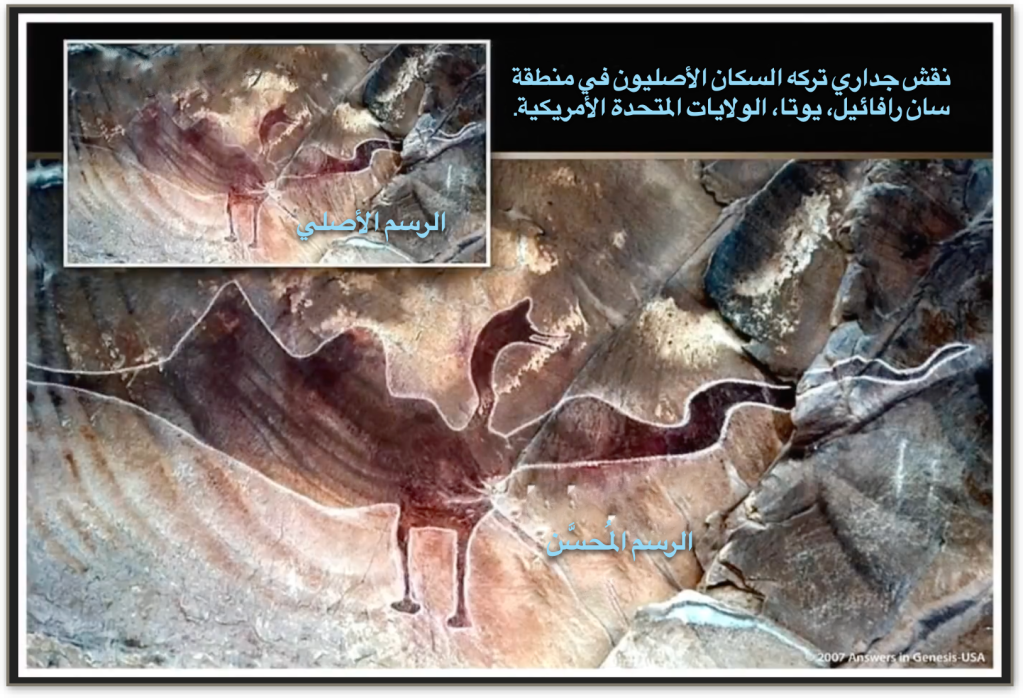 نقش جداري تركه السكان الأصليون في منطقة
سان رافائيل، يوتا، الولايات المتحدة الأمريكية.
الرسم الأصلي
الرسم المُحسَّن
©2007 Answers in Genesis-USA